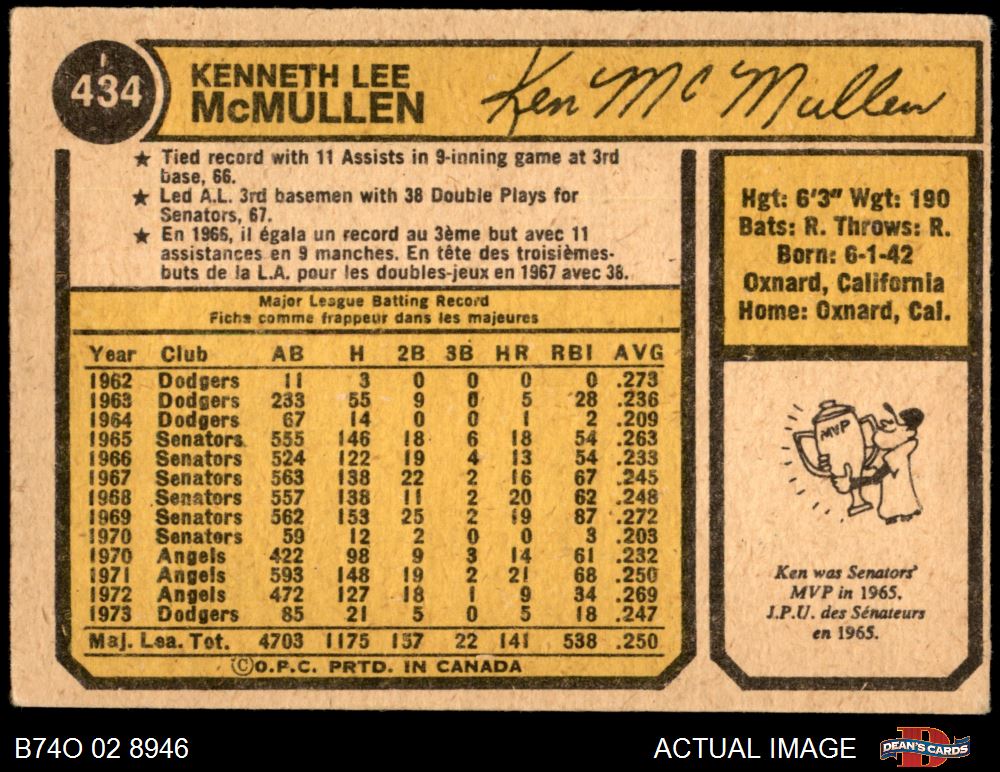 434
KENNETH LEE
McMULLEN
Ken McMullen
★ Tied record with 11 Assists in 9-inning game at 3rd
base, 66.
★ Led A.L. 3rd basemen with 38 Double Plays for
Senators, 67.
★ En 1966, il égala un record au 3ème but avec 11
assistances en 9 manches. En tête des troisièmes-
buts de la L.A. pour les doubles-jeux en 1967 avec 38.
Major League Batting Record
Fiche comme frappeur dans les majeures
Year Club AB H 2B 3B HR RBI AVG
1962 Dodgers 11 3 0 0 0 0 .273
1963 Dodgers 233 55 9 0 5 28 .236
1964 Dodgers 67 14 0 0 1 2 .209
1965 Senators 555 146 18 6 18 54 .263
1966 Senators 524 122 19 4 13 54 .233
1967 Senators 563 138 22 2 16 67 .245
1968 Senators 557 138 11 2 20 62 .248
1969 Senators 562 153 25 2 19 87 .272
1970 Senators 59 12 2 0 0 3 .203
1970 Angels 422 98 9 3 14 61 .232
1971 Angels 593 148 19 2 21 68 .250
1972 Angels 472 127 18 1 9 34 .269
1973 Dodgers 85 21 5 0 5 18 .247
Maj. Lea. Tot. 4703 1175 157 22 141 538 .250
©O.P.C. PRTD. IN CANADA
Hgt: 6'3" Wgt: 190
Bats: R. Throws: R.
Born: 6-1-42
Oxnard, California
Home: Oxnard, Cal.
MVP
Ken was Senators'
MVP in 1965.
J.P.U. des Sénateurs
en 1965.
B74O 02 8946
ACTUAL IMAGE
D
DEAN'S CARDS